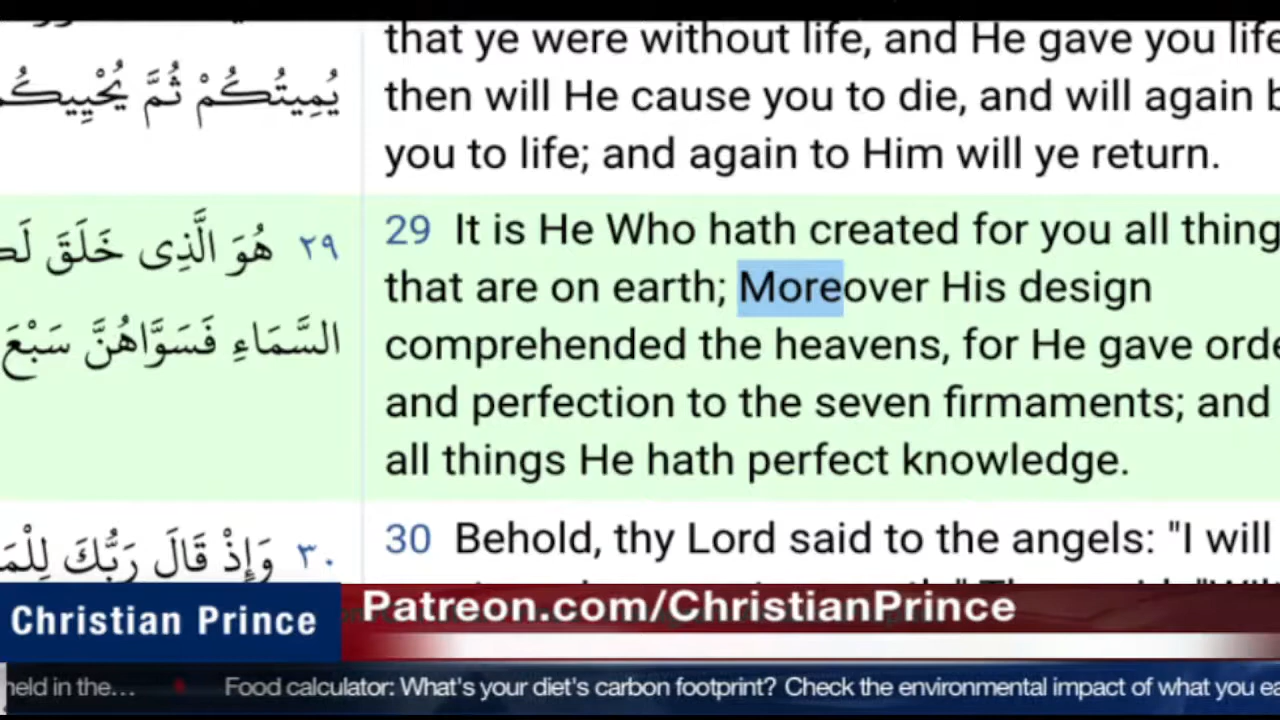 that ye were without life, and He gave you life
يُمِيتُكُمْ ثُمَّ يُحْيِيكُم
then will He cause you to die, and will again b
you to life; and again to Him will ye return.
٢٩ هُوَ الَّذِى خَلَقَ لَكُ
29 It is He Who hath created for you all thing
that are on earth; Moreover His design
السَّمَاءِ فَسَوَّاهُنَّ سَبْعَ
comprehended the heavens, for He gave orde
and perfection to the seven firmaments; and
all things He hath perfect knowledge.
٣٠ وَإِذْ قَالَ رَبُّكَ لِلْمَ
30 Behold, thy Lord said to the angels: "I will
Christian Prince
Patreon.com/ChristianPrince
held in the... Food calculator: What's your diet's carbon footprint? Check the environmental impact of what you ea